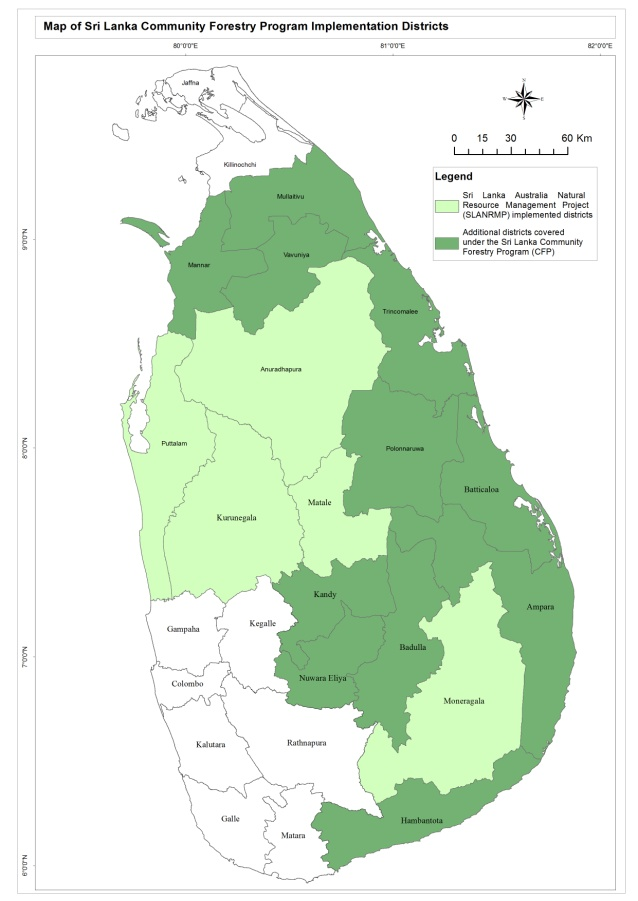 Map of Sri Lanka Community Forestry Program Implementation Districts
80°0'0"E
81°0'0"E
82°0'0"E
Jaffna
N
W
E
S
0 15 30 60 Km
Killinochchi
Legend
Sri Lanka Australia Natural
Resource Management Project
(SLANRMP) implemented districts
Additional districts covered
under the Sri Lanka Community
Forestry Program (CFP)
Mullaitivu
9°0'0"N
Vavuniya
Mannar
Trincomalee
Anuradhapura
Puttalam
8°0'0"N
Polonnaruwa
Batticaloa
Matale
Kurunegala
Kandy
Ampara
Kegalle
Gampaha
Badulla
7°0'0"N
Nuwara Eliya
Colombo
Moneragala
Kalutara
Rathnapura
Galle
Hambantota
Matara
6°0'0"N